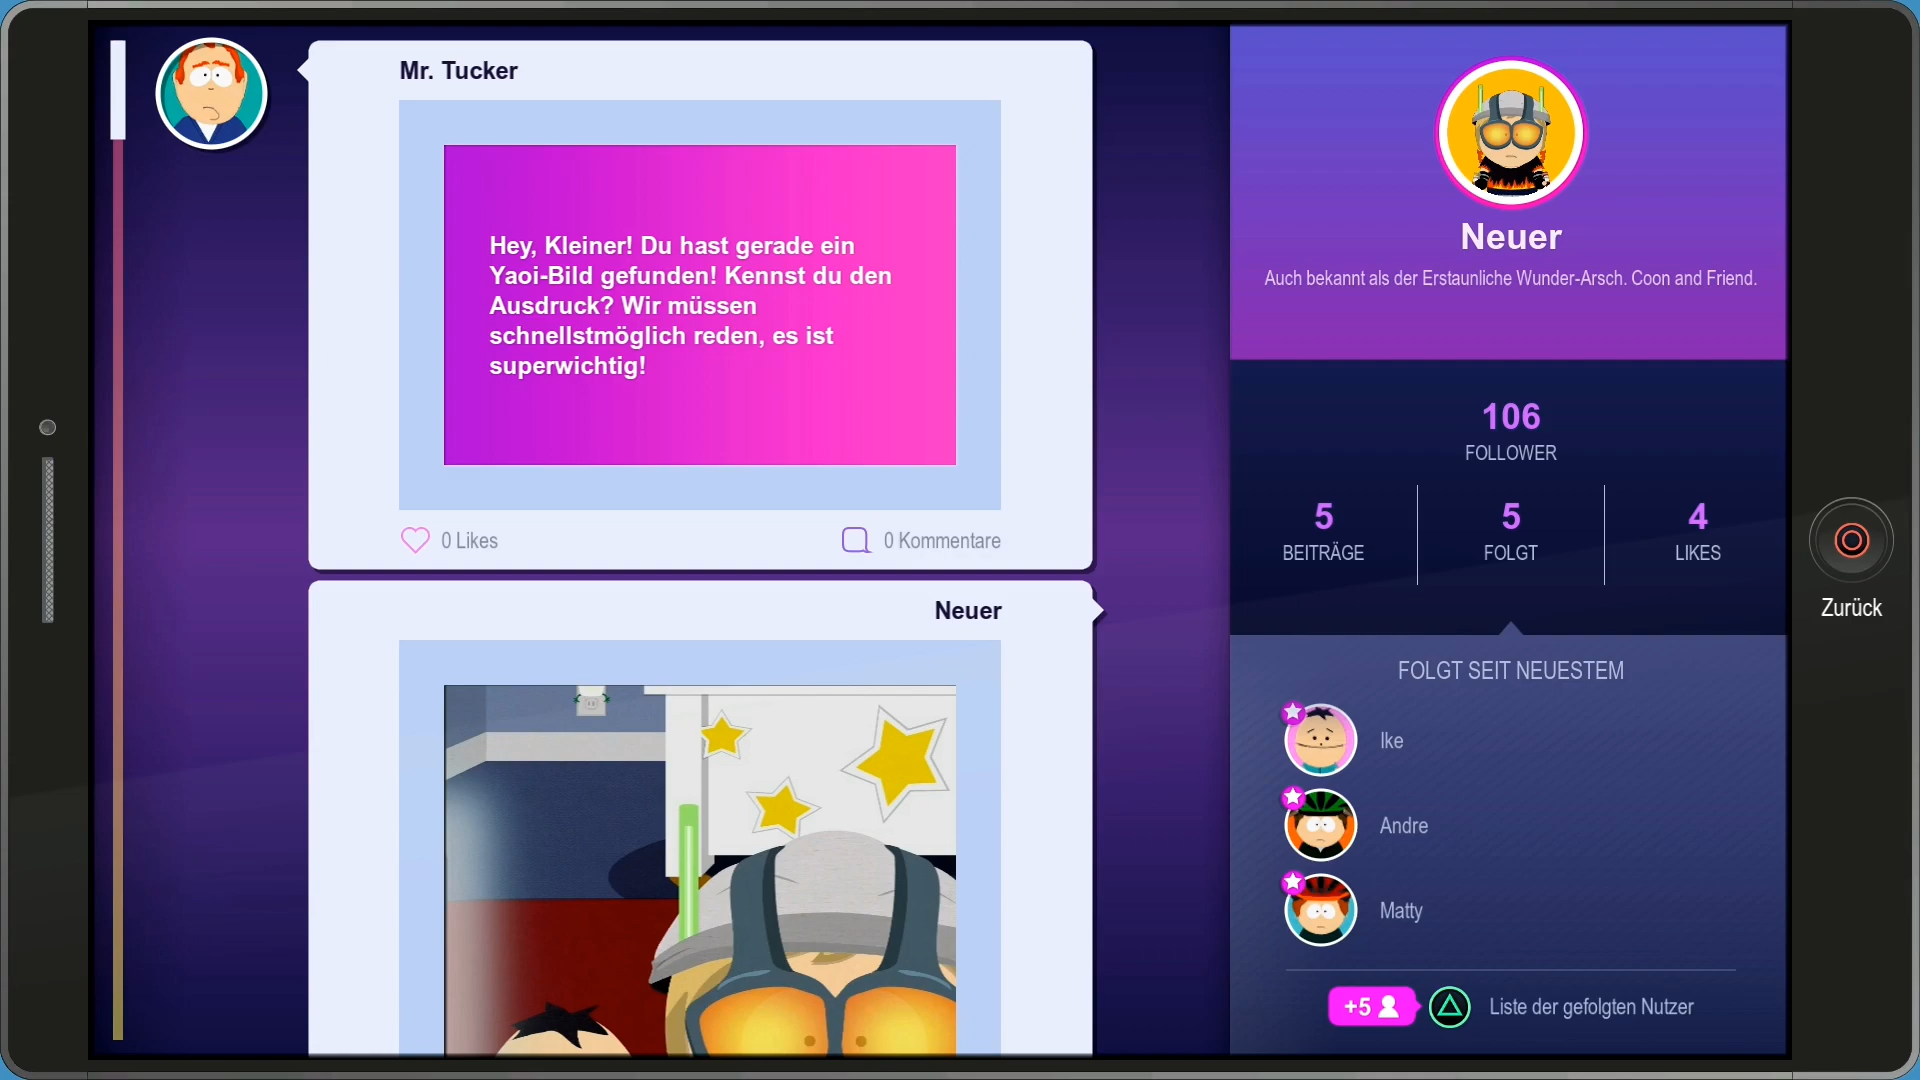 Mr. Tucker
Hey, Kleiner! Du hast gerade ein
Yaoi-Bild gefunden! Kennst du den
Ausdruck? Wir müssen
schnellstmöglich reden, es ist
superwichtig!
0 Likes
0 Kommentare
Neuer
Neuer
Auch bekannt als der Erstaunliche Wunder-Arsch. Coon and Friend.
106
FOLLOWER
5
BEITRÄGE
5
FOLGT
4
LIKES
FOLGT SEIT NEUESTEM
Ike
Andre
Matty
+5
Liste der gefolgten Nutzer
Zurück